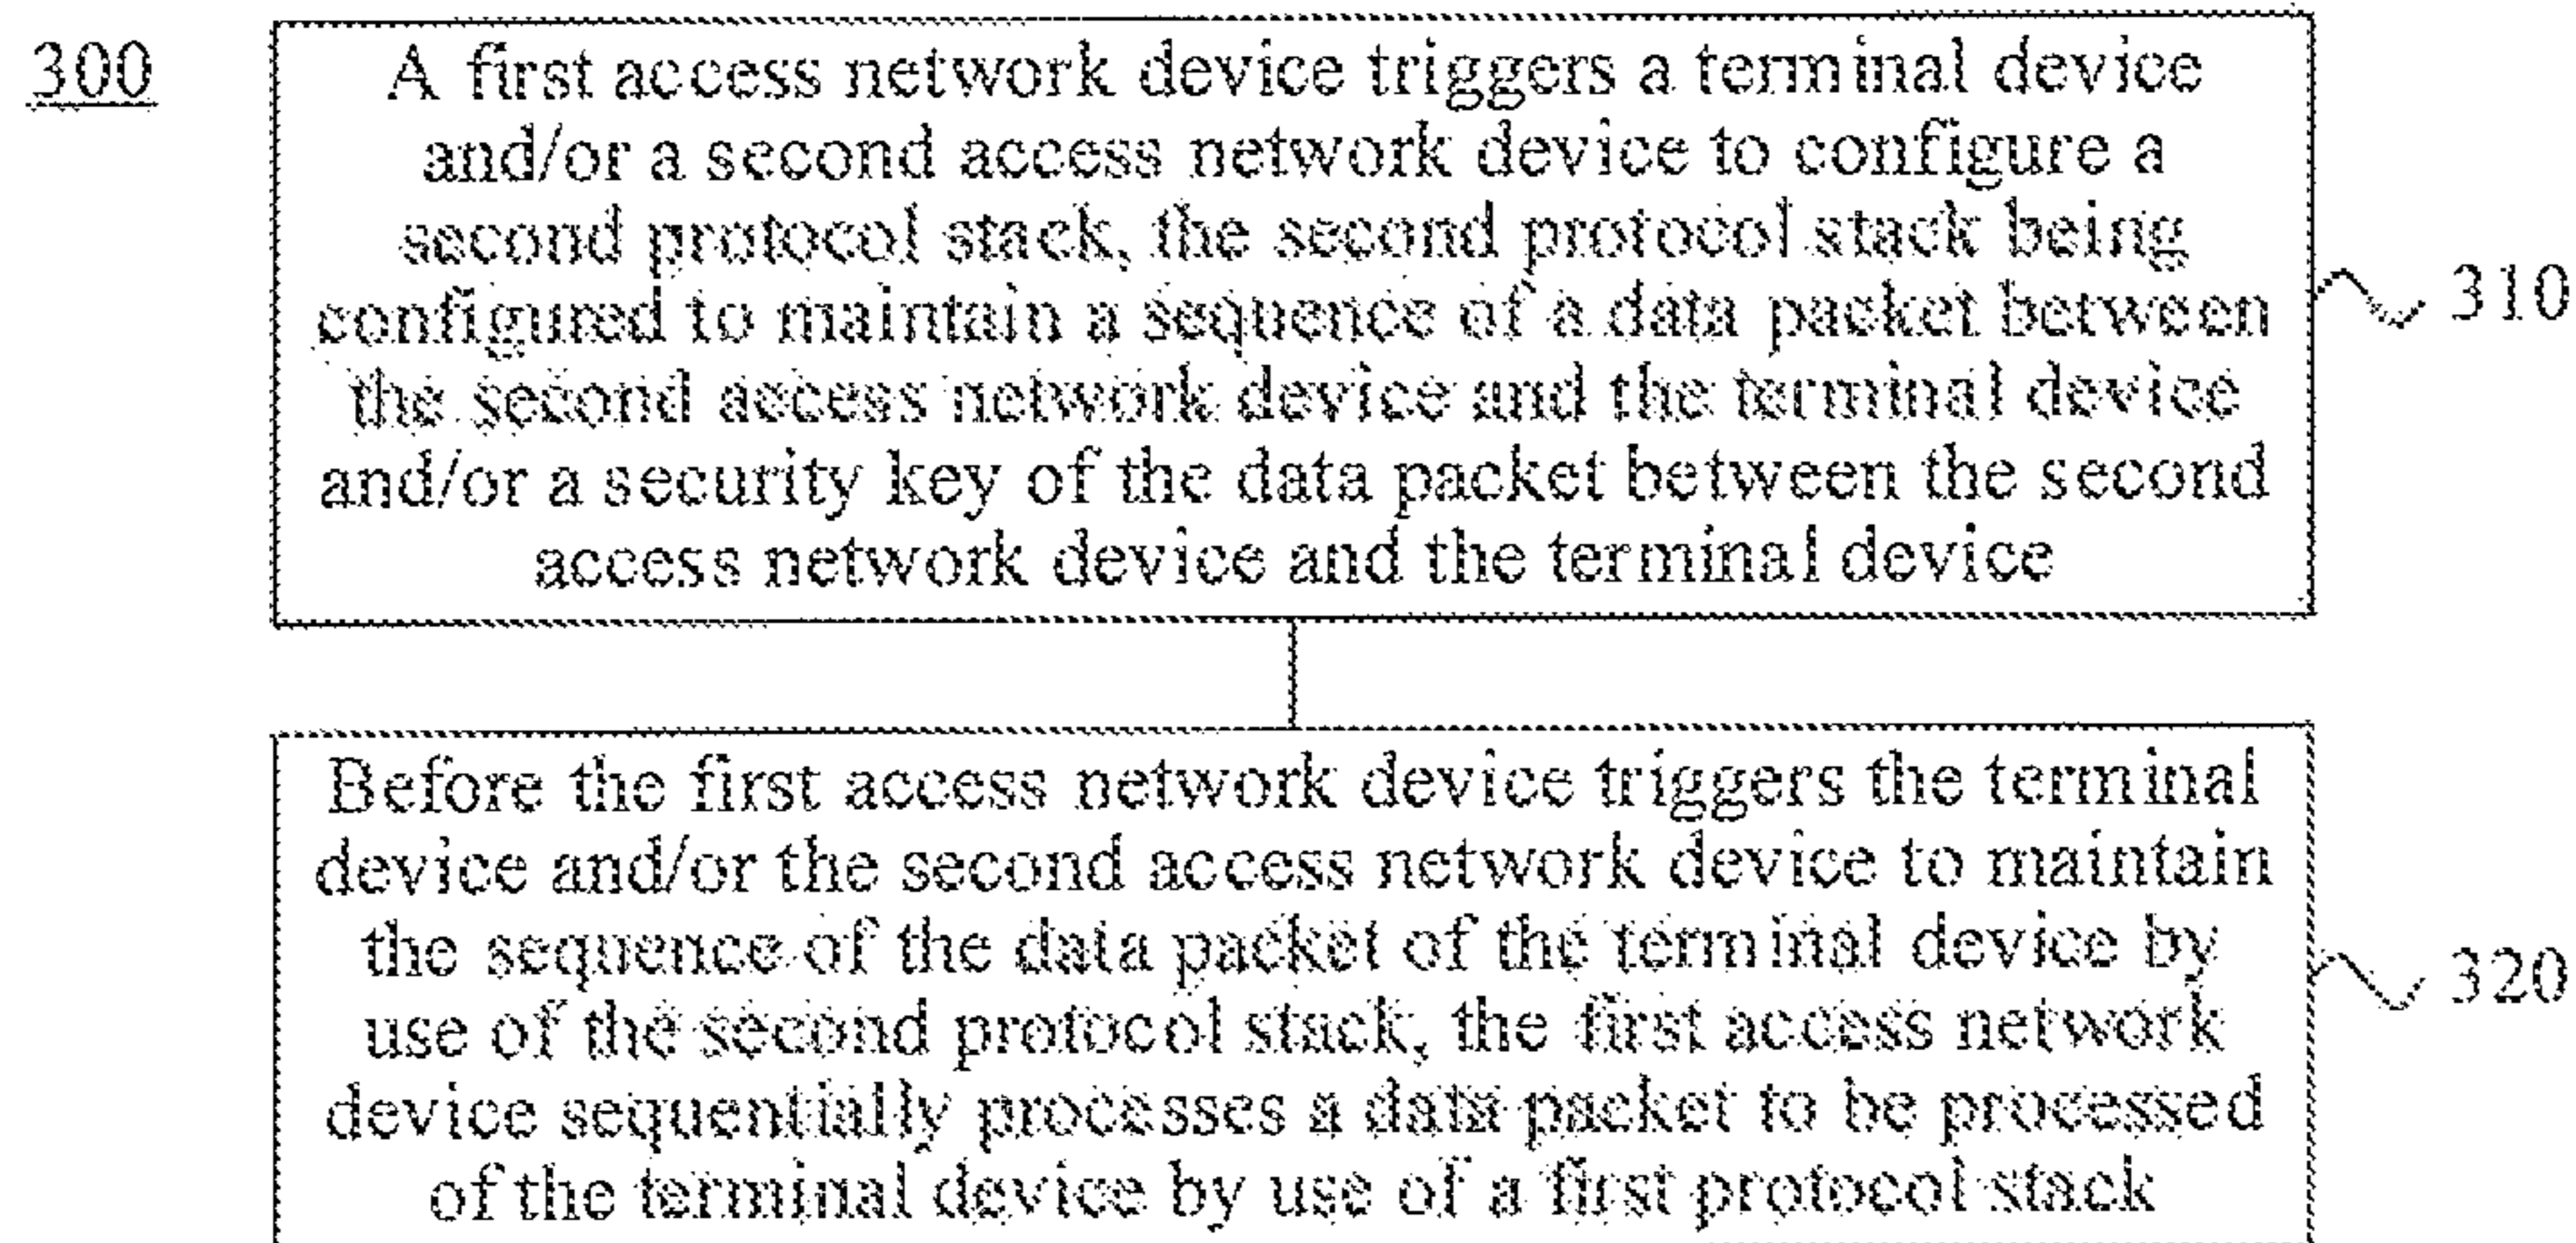 300
A first access network device triggers a terminal device
and/or a second access network device to configure a
second protocol stack, the second protocol stack being
configured to maintain a sequence of a data packet between
the second access network device and the terminal device
and/or a security key of the data packet between the second
access network device and the terminal device
310
Before the first access network device triggers the terminal
device and/or the second access network device to maintain
the sequence of the data packet of the terminal device by
use of the second protocol stack, the first access network
device sequentially processes a data packet to be processed
of the terminal device by use of a first protocol stack
320